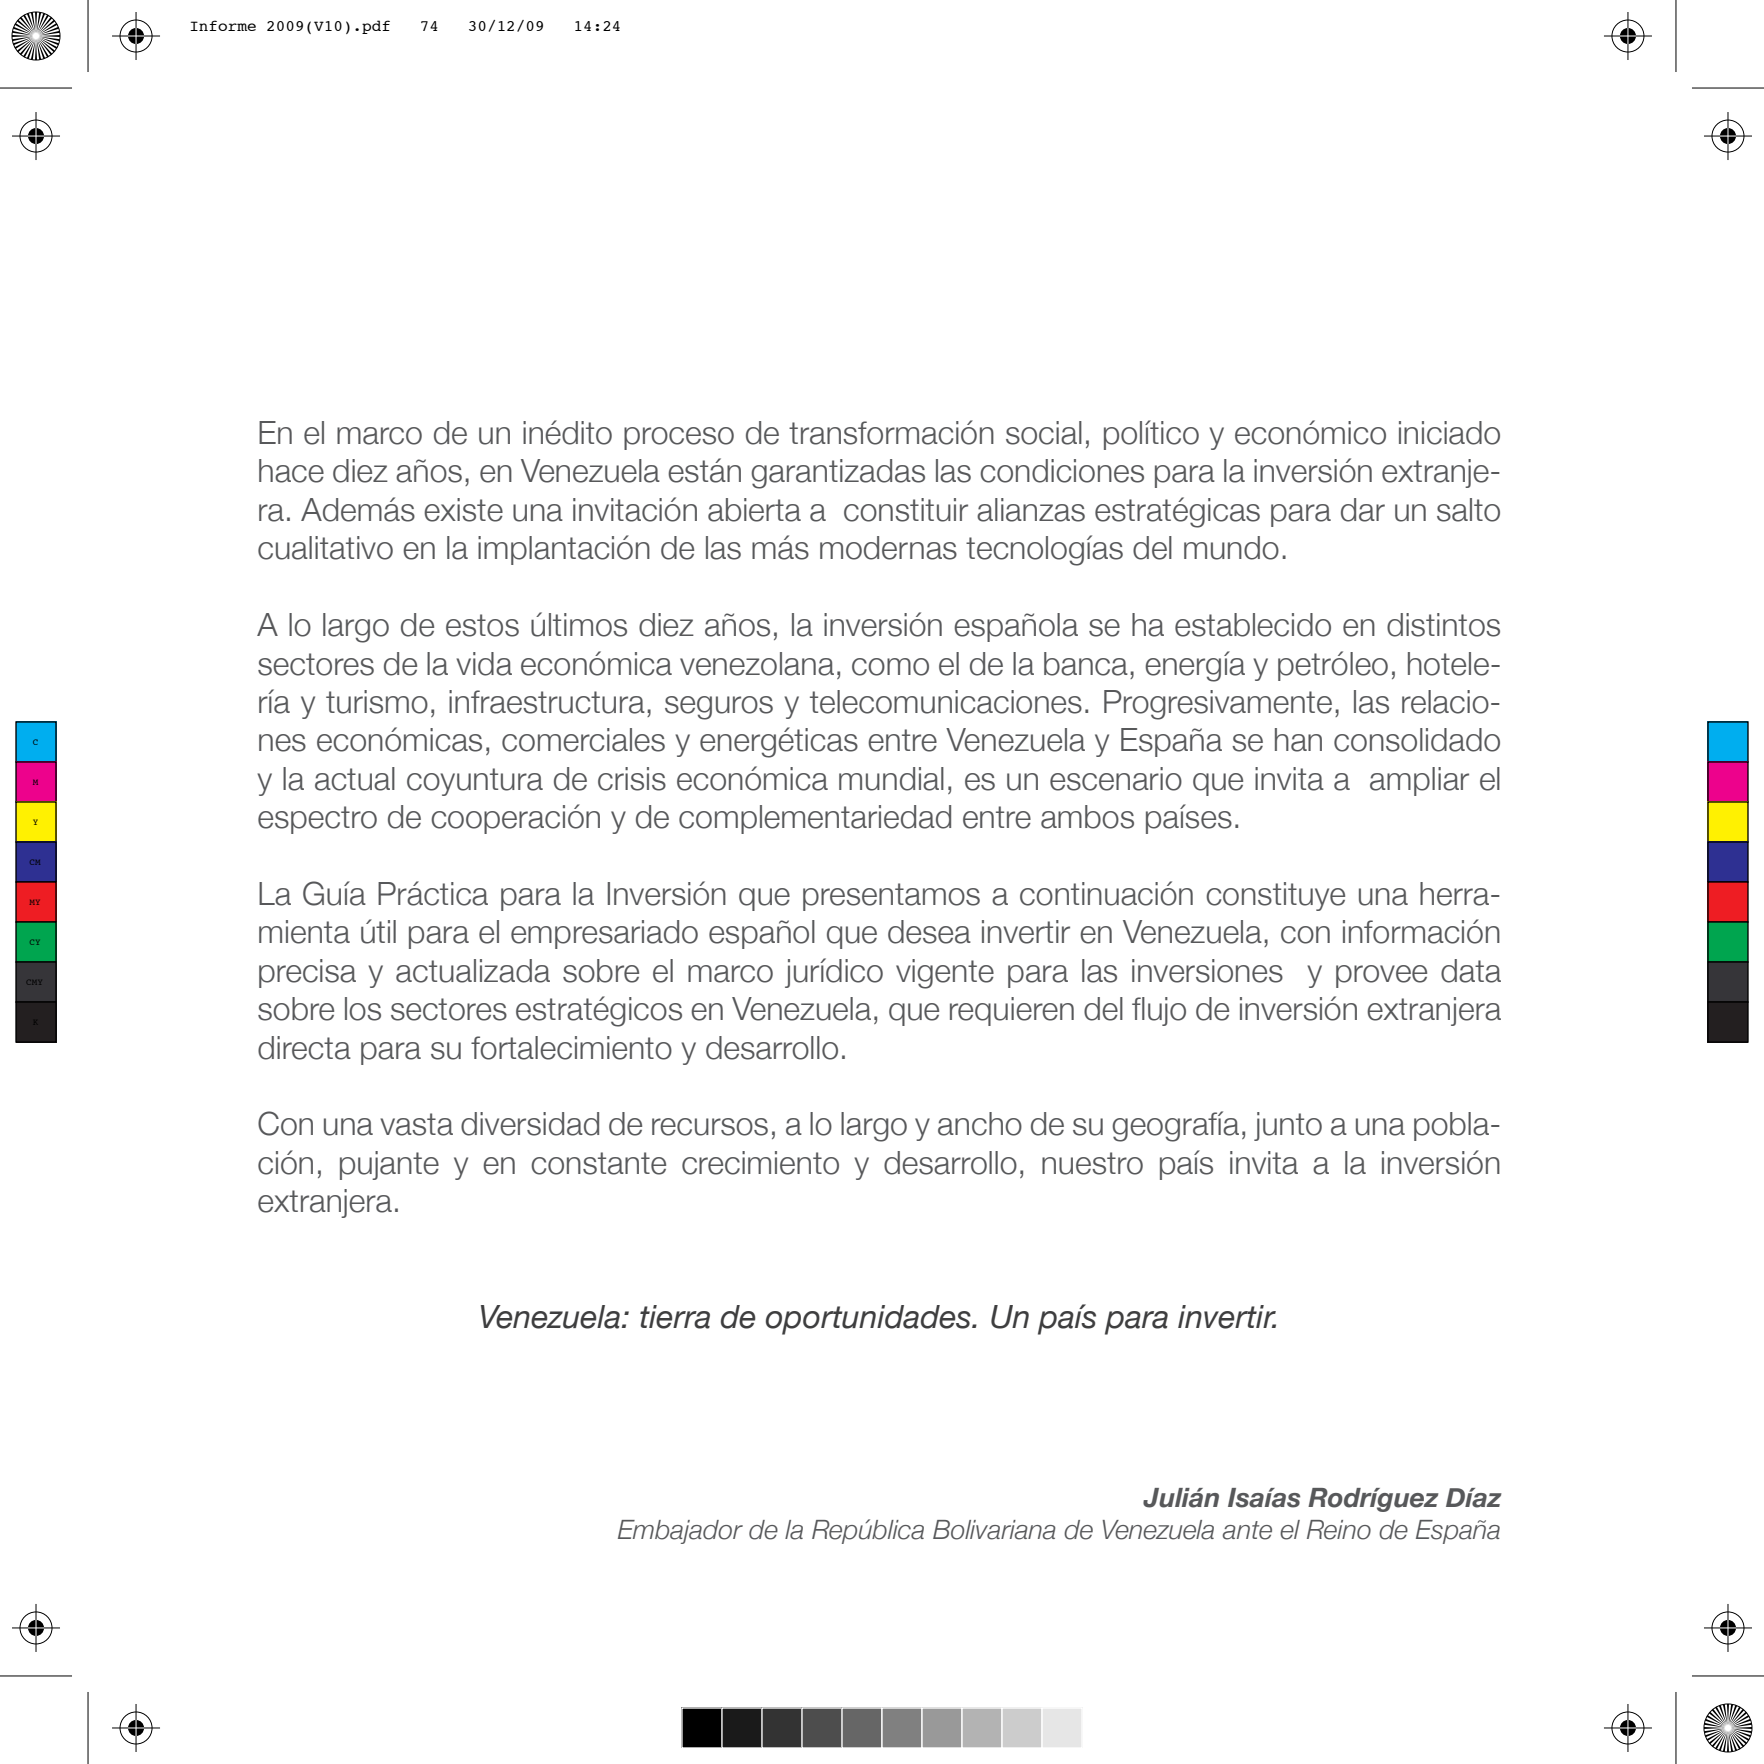 Informe 2009(V10).pdf 74 30/12/09 14:24
En el marco de un inédito proceso de transformación social, político y económico iniciado
hace diez años, en Venezuela están garantizadas las condiciones para la inversión extranje-
ra. Además existe una invitación abierta a constituir alianzas estratégicas para dar un salto
cualitativo en la implantación de las más modernas tecnologías del mundo.
A lo largo de estos últimos diez años, la inversión española se ha establecido en distintos
sectores de la vida económica venezolana, como el de la banca, energía y petróleo, hotele-
ría y turismo, infraestructura, seguros y telecomunicaciones. Progresivamente, las relacio-
nes económicas, comerciales y energéticas entre Venezuela y España se han consolidado
y la actual coyuntura de crisis económica mundial, es un escenario que invita a ampliar el
espectro de cooperación y de complementariedad entre ambos países.
La Guía Práctica para la Inversión que presentamos a continuación constituye una herra-
mienta útil para el empresariado español que desea invertir en Venezuela, con información
precisa y actualizada sobre el marco jurídico vigente para las inversiones y provee data
sobre los sectores estratégicos en Venezuela, que requieren del flujo de inversión extranjera
directa para su fortalecimiento y desarrollo.
Con una vasta diversidad de recursos, a lo largo y ancho de su geografía, junto a una pobla-
ción, pujante y en constante crecimiento y desarrollo, nuestro país invita a la inversión
extranjera.
Venezuela: tierra de oportunidades. Un país para invertir.
Julián Isaías Rodríguez Díaz
Embajador de la República Bolivariana de Venezuela ante el Reino de España
C
M
Y
CM
MY
CY
CMY
K